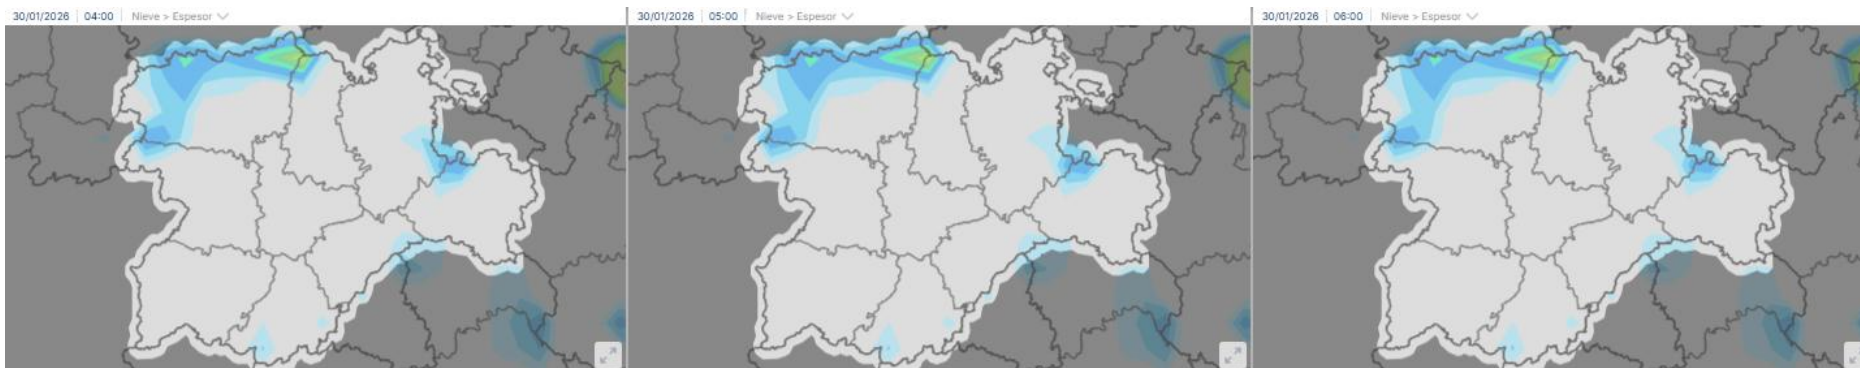 30/01/2026 04:00 Nieve > Espesor
30/01/2026 05:00 Nieve > Espesor
30/01/2026 06:00 Nieve > Espesor